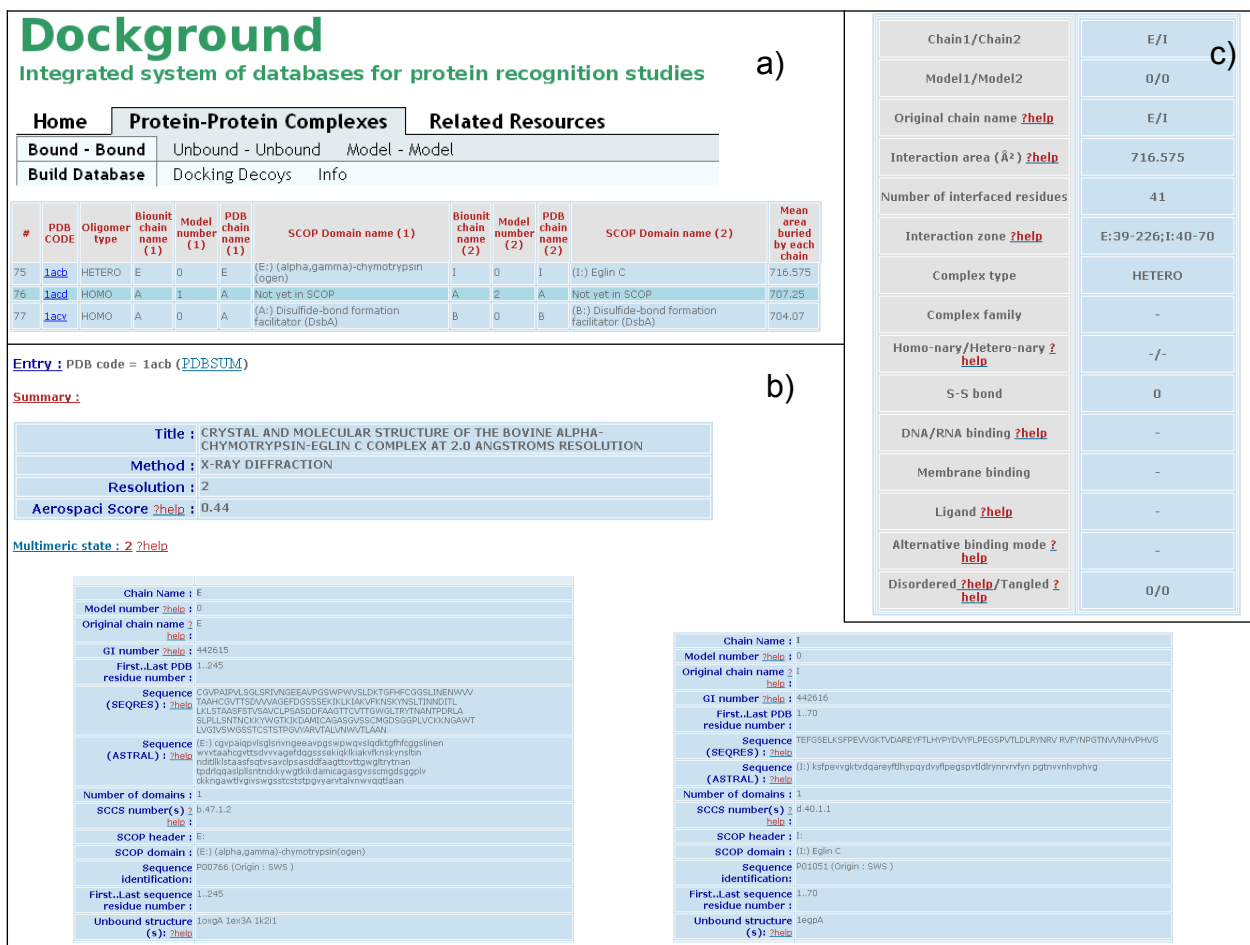 Dockground
Integrated system of databases for protein recognition studies
a)
Home Protein-Protein Complexes Related Resources
Bound - Bound Unbound - Unbound Model - Model
Build Database Docking Decoys Info
# PDB CODE Oligomer type Biounit chain name (1) Model number (1) PDB chain name (1) SCOP Domain name (1) Biounit chain name (2) Model number (2) PDB chain name (2) SCOP Domain name (2) Mean area buried by each chain
75 1acb HETERO E 0 E (E:) (alpha,gamma)-chymotrypsin (ogen) I 0 I (I:) Eglin C 716.575
76 1acd HOMO A 1 A Not yet in SCOP A 2 A Not yet in SCOP 707.25
77 1acv HOMO A 0 A (A:) Disulfide-bond formation facilitator (DsbA) B 0 B (B:) Disulfide-bond formation facilitator (DsbA) 704.07
Entry : PDB code = 1acb (PDBSUM)
b)
Summary :
Title : CRYSTAL AND MOLECULAR STRUCTURE OF THE BOVINE ALPHA-
CHYMOTRYPSIN-EGLIN C COMPLEX AT 2.0 ANGSTROMS RESOLUTION
Method : X-RAY DIFFRACTION
Resolution : 2
Aerospaci Score ?help : 0.44
Multimeric state : 2 ?help
Chain Name : E
Model number ?help : 0
Original chain name ?
help : E
GI number ?help : 442615
First..Last PDB
residue number : 1..245
Sequence
(SEQRES) : ?help
CGVPAIPVLSGLSRIVNGEEAVPGSWPWVSLDKTGFHFCGGSLINENWVV
TAAHCGVTTSDVVVAGEFDGSSSEKIKLKIAKVFKNSKYNSLTINNDITL
LKLSTAASFSTVSAVCLPSASDDFAAGTTCVTTGWGLTRYTNANTPDRLA
SLPLLSNTNCKKYWGTKIKDAMICAGASGVSSCMGDSGGPLVCKKNGAWT
LVGIVSWGSSTCSTSTPGVYARVTALVNWVTLAAN
Sequence
(ASTRAL) : ?help
(E:) cgvpaiqpvlsglsrivngeeavpgswpwqvslqdktgfhfcggslinen
wvvtaahcgvttsdvvvagefdqgssseekiqklkiakvfknskynsltin
nditllklstaasfsqtvsavclpsasddfaagttcvttgwgltrytnan
tpdrlqqaslpllsntnckkywgtkikdamicagasgvsscmgdsggplv
ckkngawtlvgivswgsstcststpgvyarvtalvnwvqqtlaan
Number of domains : 1
SCCS number(s) ?
help : b.47.1.2
SCOP header : E:
SCOP domain : (E:) (alpha,gamma)-chymotrypsin(ogen)
Sequence
identification: P00766 (Origin : SWS )
First..Last sequence
residue number : 1..245
Unbound structure
(s): ?help 1oxgA 1ex3A 1k2i1
Chain Name : I
Model number ?help : 0
Original chain name ?
help : I
GI number ?help : 442616
First..Last PDB
residue number : 1..70
Sequence
(SEQRES) : ?help
TEFGSELKSFPEVVGKTVDAREYFTLHYPYDVYFLPEGSPVTLDLRYNRV RVFYNPGTNVVNHVPHVG
Sequence
(ASTRAL) : ?help
(I:) ksfpevvgktvdqareyftlhypqydvyflpegspvtldlrynrvrvfyn pgtnvvnhvphvg
Number of domains : 1
SCCS number(s) ?
help : d.40.1.1
SCOP header : I:
SCOP domain : (I:) Eglin C
Sequence
identification: P01051 (Origin : SWS )
First..Last sequence
residue number : 1..70
Unbound structure
(s): ?help 1egpA
c)
Chain1/Chain2 E/I
Model1/Model2 0/0
Original chain name ?help E/I
Interaction area (Å²) ?help 716.575
Number of interfaced residues 41
Interaction zone ?help E:39-226;I:40-70
Complex type HETERO
Complex family -
Homo-nary/Hetero-nary ?
help -/-
S-S bond 0
DNA/RNA binding ?help -
Membrane binding -
Ligand ?help -
Alternative binding mode ?
help -
Disordered ?help/Tangled ?
help 0/0